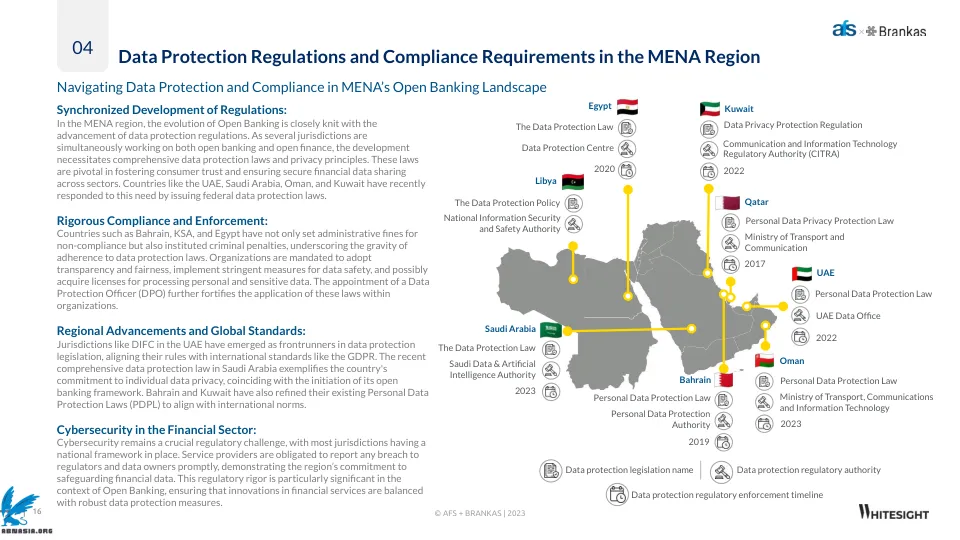 04
afs × Brankas
Data Protection Regulations and Compliance Requirements in the MENA Region
Navigating Data Protection and Compliance in MENA's Open Banking Landscape
Synchronized Development of Regulations:
In the MENA region, the evolution of Open Banking is closely knit with the
advancement of data protection regulations. As several jurisdictions are
simultaneously working on both open banking and open finance, the development
necessitates comprehensive data protection laws and privacy principles. These laws
are pivotal in fostering consumer trust and ensuring secure financial data sharing
across sectors. Countries like the UAE, Saudi Arabia, Oman, and Kuwait have recently
responded to this need by issuing federal data protection laws.
Rigorous Compliance and Enforcement:
Countries such as Bahrain, KSA, and Egypt have not only set administrative fines for
non-compliance but also instituted criminal penalties, underscoring the gravity of
adherence to data protection laws. Organizations are mandated to adopt
transparency and fairness, implement stringent measures for data safety, and possibly
acquire licenses for processing personal and sensitive data. The appointment of a Data
Protection Officer (DPO) further fortifies the application of these laws within
organizations.
Regional Advancements and Global Standards:
Jurisdictions like DIFC in the UAE have emerged as frontrunners in data protection
legislation, aligning their rules with international standards like the GDPR. The recent
comprehensive data protection law in Saudi Arabia exemplifies the country's
commitment to individual data privacy, coinciding with the initiation of its open
banking framework. Bahrain and Kuwait have also refined their existing Personal Data
Protection Laws (PDPL) to align with international norms.
Cybersecurity in the Financial Sector:
Cybersecurity remains a crucial regulatory challenge, with most jurisdictions having a
national framework in place. Service providers are obligated to report any breach to
regulators and data owners promptly, demonstrating the region's commitment to
safeguarding financial data. This regulatory rigor is particularly significant in the
context of Open Banking, ensuring that innovations in financial services are balanced
with robust data protection measures.
Egypt
The Data Protection Law
Data Protection Centre
2020
Kuwait
Data Privacy Protection Regulation
Communication and Information Technology
Regulatory Authority (CITRA)
2022
Libya
The Data Protection Policy
National Information Security
and Safety Authority
Qatar
Personal Data Privacy Protection Law
Ministry of Transport and
Communication
2017
UAE
Personal Data Protection Law
UAE Data Office
2022
Saudi Arabia
The Data Protection Law
Saudi Data & Artificial
Intelligence Authority
2023
Bahrain
Personal Data Protection Law
Personal Data Protection
Authority
2019
Oman
Personal Data Protection Law
Ministry of Transport, Communications
and Information Technology
2023
Data protection legislation name
Data protection regulatory authority
Data protection regulatory enforcement timeline
16
ABNASIA.ORG
© AFS + BRANKAS | 2023
WHITESIGHT